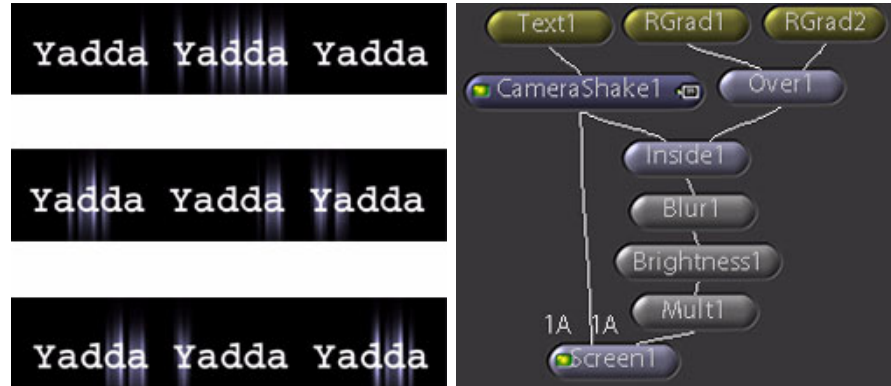 Yadda Yadda Yadda
Yadda Yadda Yadda
Yadda Yadda Yadda
Text1 RGrad1 RGrad2
CameraShake1 Over1
Inside1
Blur1
Brightness1
Mult1
1A 1A
Screen1